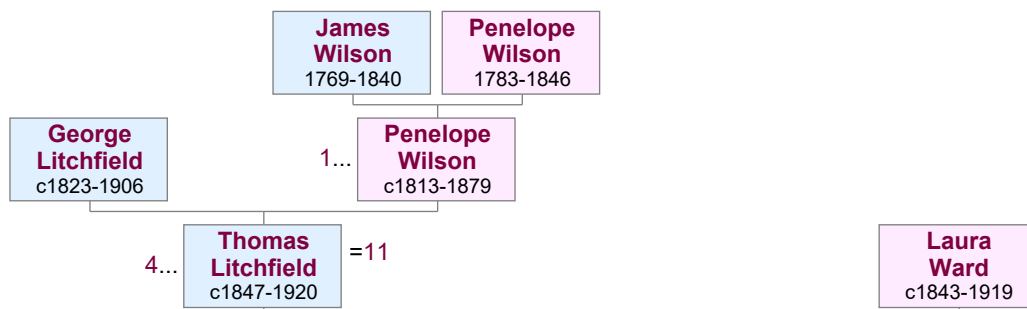 James
Wilson
1769-1840
Penelope
Wilson
1783-1846
George
Litchfield
c1823-1906
1...
Penelope
Wilson
c1813-1879
4...
Thomas
Litchfield
c1847-1920
=11
Laura
Ward
c1843-1919